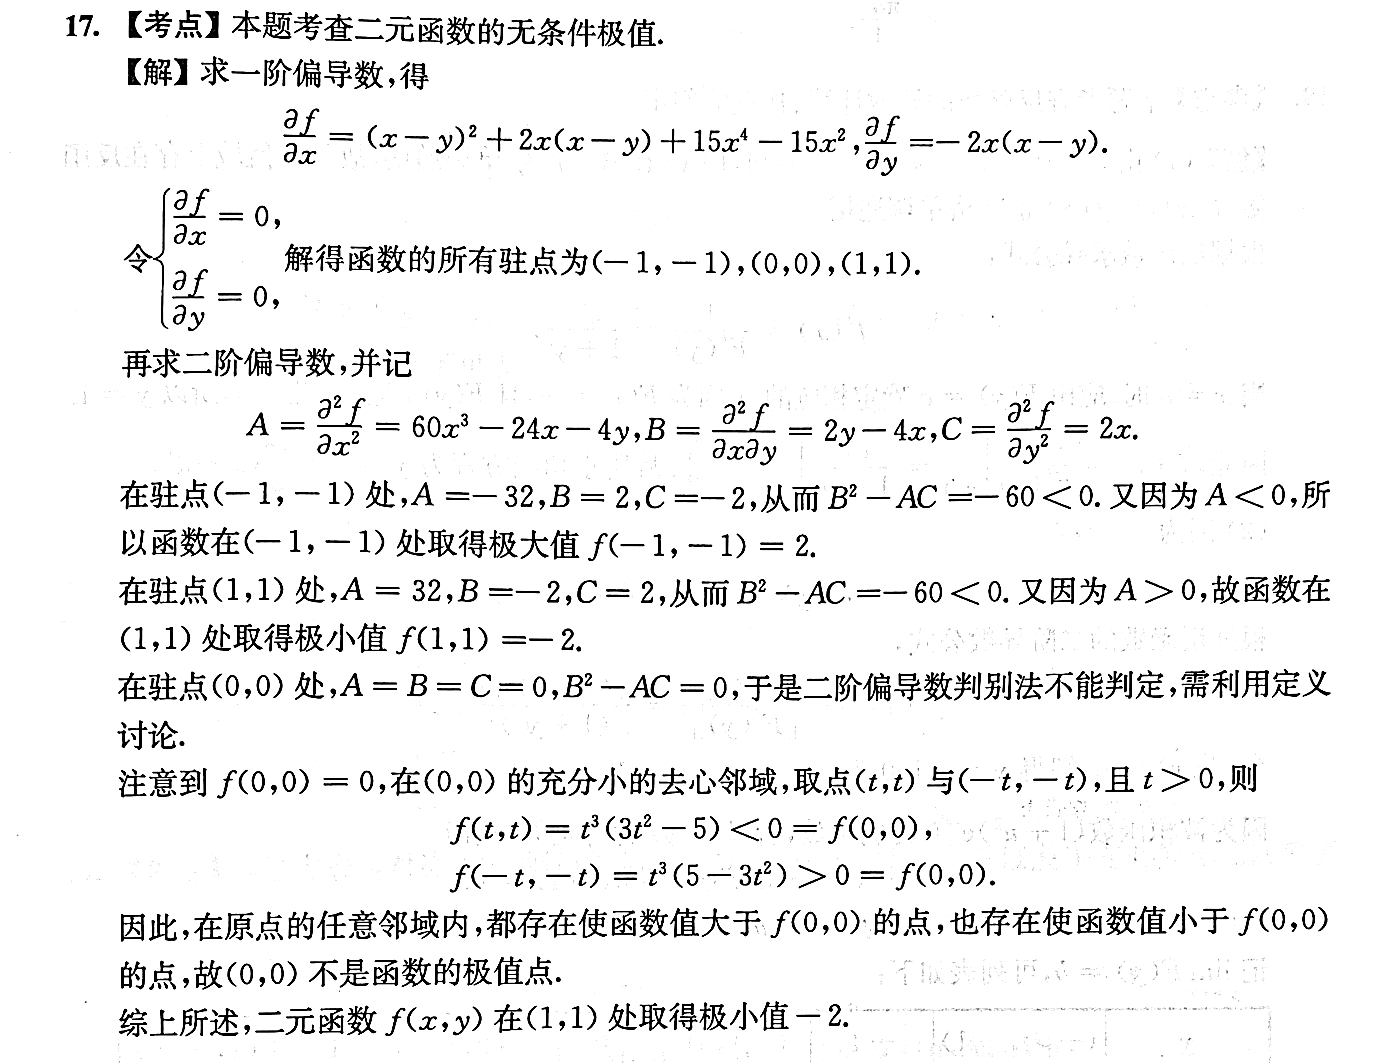 17. 【考点】本题考查二元函数的无条件极值.
【解】求一阶偏导数,得
∂f/∂x = (x－y)² + 2x(x－y) + 15x⁴ － 15x², ∂f/∂y = － 2x(x－y).
令{∂f/∂x = 0, ∂f/∂y = 0, 解得函数的所有驻点为(－1,－1),(0,0),(1,1).
再求二阶偏导数,并记
A = ∂²f/∂x² = 60x³ － 24x － 4y, B = ∂²f/∂x∂y = 2y－4x, C = ∂²f/∂y² = 2x.
在驻点(－1,－1)处,A =－32,B = 2,C =－2,从而 B²－AC =－60＜0. 又因为 A＜0,所
以函数在(－1,－1)处取得极大值 f(－1,－1) = 2.
在驻点(1,1)处,A = 32,B =－2,C = 2,从而 B²－AC =－60＜0. 又因为 A＞0,故函数在
(1,1)处取得极小值 f(1,1) =－2.
在驻点(0,0)处,A = B = C = 0,B²－AC = 0,于是二阶偏导数判别法不能判定,需利用定义
讨论.
注意到 f(0,0) = 0,在(0,0)的充分小的去心邻域,取点(t,t)与(－t,－t),且 t＞0,则
f(t,t) = t³(3t²－5)＜0 = f(0,0),
f(－t,－t) = t³(5－3t²)＞0 = f(0,0).
因此,在原点的任意邻域内,都存在使函数值大于 f(0,0)的点,也存在使函数值小于 f(0,0)
的点,故(0,0)不是函数的极值点.
综上所述,二元函数 f(x,y)在(1,1)处取得极小值－2.